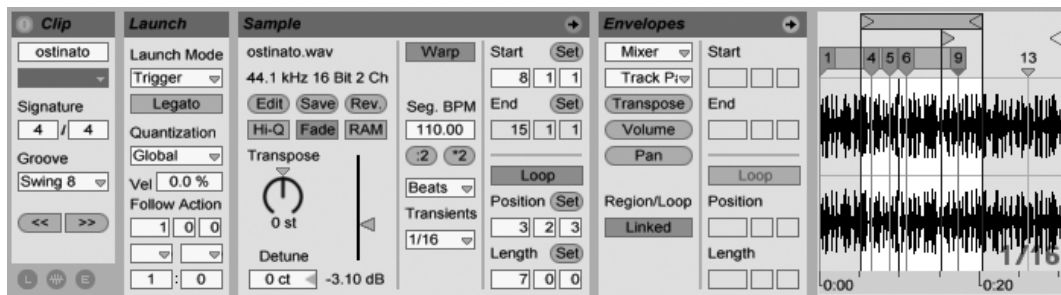 Clip
ostinato
Signature
4 / 4
Groove
Swing 8
<< >>
L E
Launch
Launch Mode
Trigger
Legato
Quantization
Global
Vel 0.0 %
Follow Action
1 0 0
1 : 0
Sample
ostinato.wav
44.1 kHz 16 Bit 2 Ch
Edit Save Rev.
Hi-Q Fade RAM
Transpose
0 st
Detune
0 ct -3.10 dB
Warp
Seg. BPM
110.00
:2 *2
Beats
Transients
1/16
Start Set
8 1 1
End Set
15 1 1
Loop
Position Set
3 2 3
Length Set
7 0 0
Envelopes
Mixer
Track Pa
Transpose
Volume
Pan
Region/Loop
Linked
Start
End
Loop
Position
Length
1 4 5 6 9 13
1/16
0:00 0:20